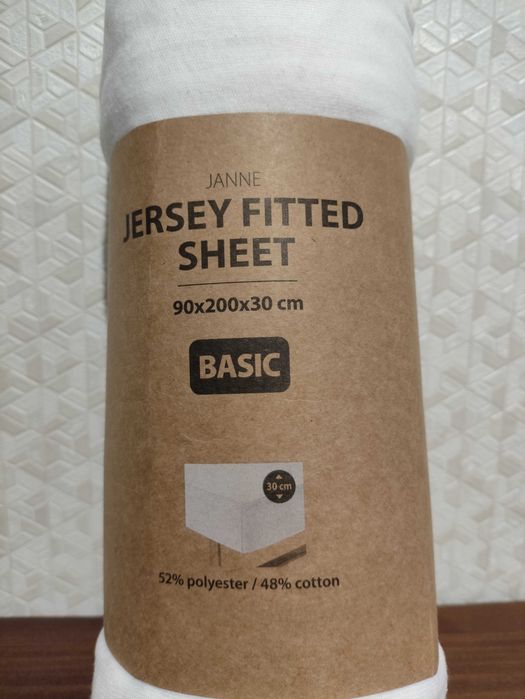 JANNE
JERSEY FITTED
SHEET
90x200x30 cm
BASIC
30 cm
52% polyester / 48% cotton